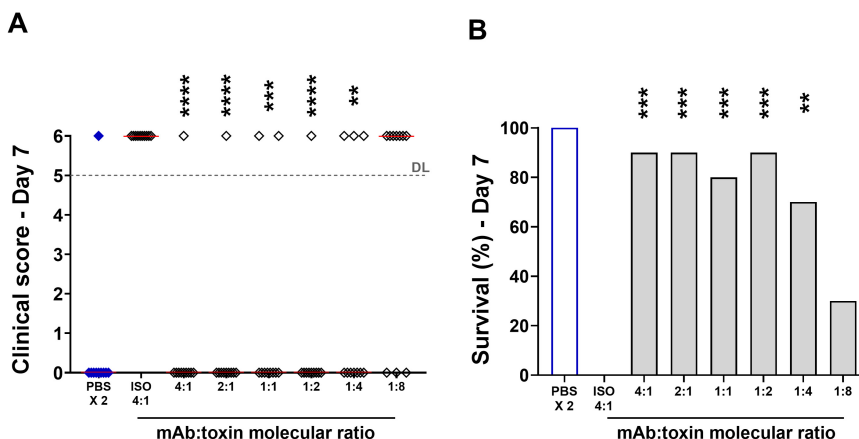 A
Clinical score - Day 7
**** **** *** **** **
6
5
4
3
2
1
0
DL
PBS X 2
ISO 4:1
4:1
2:1
1:1
1:2
1:4
1:8
mAb:toxin molecular ratio
B
Survival (%) - Day 7
*** *** *** *** **
100
80
60
40
20
0
PBS X 2
ISO 4:1
4:1
2:1
1:1
1:2
1:4
1:8
mAb:toxin molecular ratio